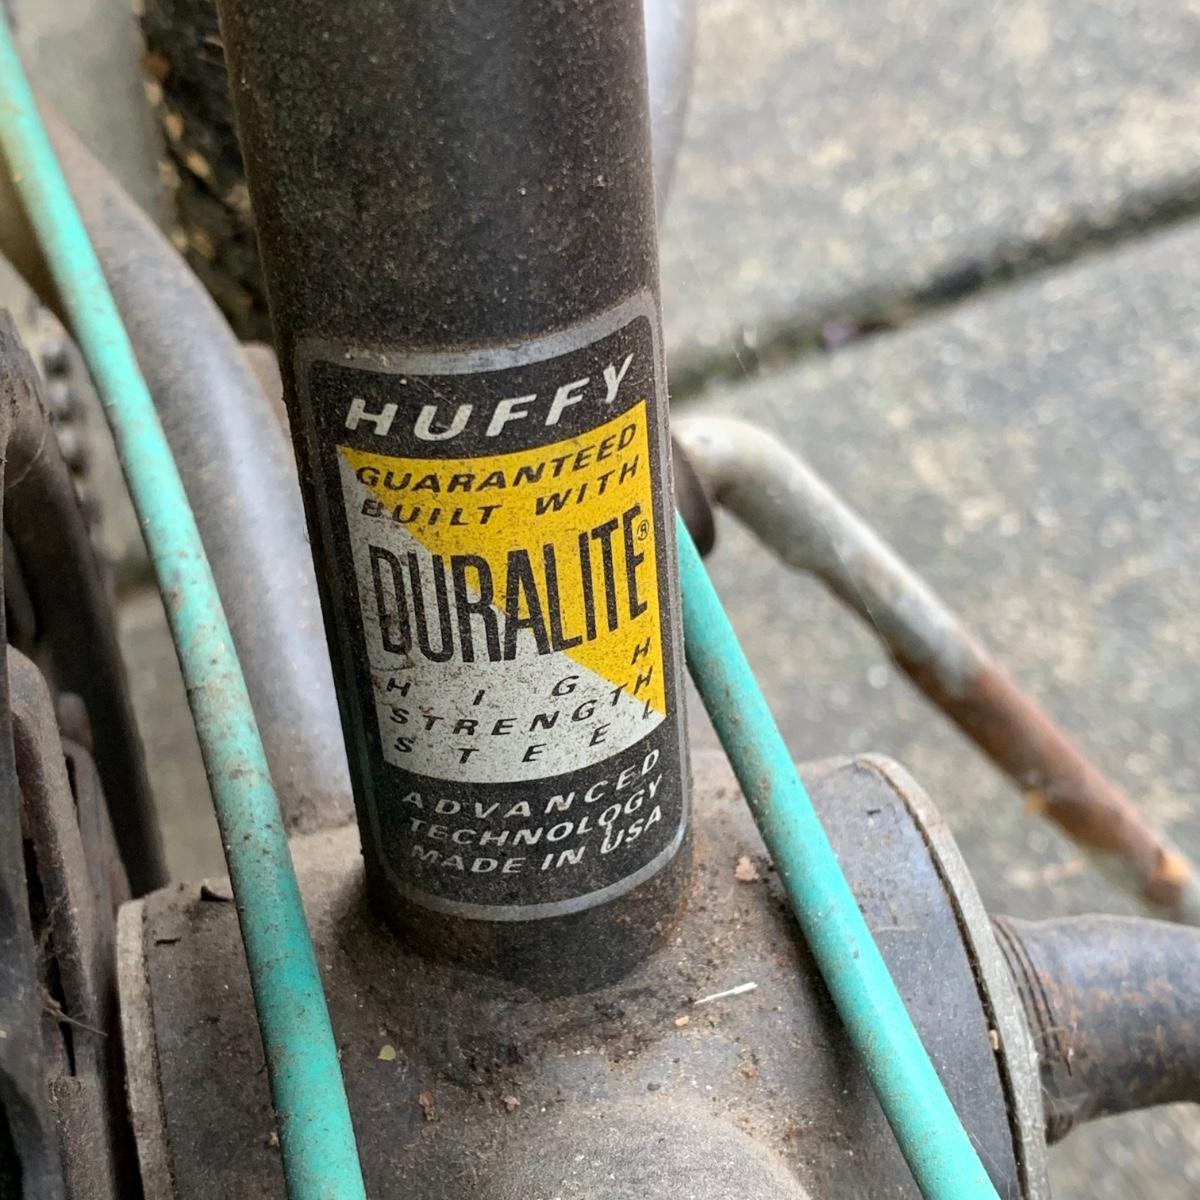 HUFFY
GUARANTEED
BUILT WITH
DURALITE®
HIGH
STRENGTH
STEEL
ADVANCED
TECHNOLOGY
MADE IN USA